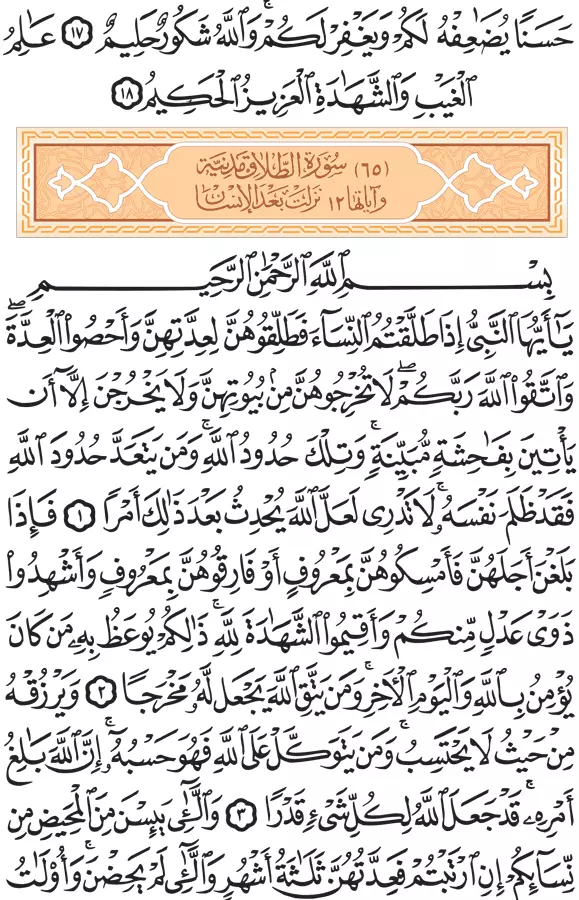 حَسَنًا يُضَٰعِفْهُ لَكُمْ وَيَغْفِرْ لَكُمْ ۚ وَٱللَّهُ شَكُورٌ حَلِيمٌ ١٧ عَٰلِمُ
ٱلْغَيْبِ وَٱلشَّهَٰدَةِ ٱلْعَزِيزُ ٱلْحَكِيمُ ١٨
(٦٥) سُورَةُ الطَّلَاق مَدَنِيَّة
وَآيَاتُهَا ١٢ نَزَلَتْ بَعْدَ الإِنْسَان
بِسْمِ ٱللَّهِ ٱلرَّحْمَٰنِ ٱلرَّحِيمِ
يَٰٓأَيُّهَا ٱلنَّبِىُّ إِذَا طَلَّقْتُمُ ٱلنِّسَآءَ فَطَلِّقُوهُنَّ لِعِدَّتِهِنَّ وَأَحْصُوا۟ ٱلْعِدَّةَ ۖ
وَٱتَّقُوا۟ ٱللَّهَ رَبَّكُمْ ۖ لَا تُخْرِجُوهُنَّ مِنۢ بُيُوتِهِنَّ وَلَا يَخْرُجْنَ إِلَّآ أَن
يَأْتِينَ بِفَٰحِشَةٍ مُّبَيِّنَةٍ ۚ وَتِلْكَ حُدُودُ ٱللَّهِ ۚ وَمَن يَتَعَدَّ حُدُودَ ٱللَّهِ
فَقَدْ ظَلَمَ نَفْسَهُۥ ۚ لَا تَدْرِى لَعَلَّ ٱللَّهَ يُحْدِثُ بَعْدَ ذَٰلِكَ أَمْرًا ١ فَإِذَا
بَلَغْنَ أَجَلَهُنَّ فَأَمْسِكُوهُنَّ بِمَعْرُوفٍ أَوْ فَارِقُوهُنَّ بِمَعْرُوفٍ وَأَشْهِدُوا۟
ذَوَىْ عَدْلٍ مِّنكُمْ وَأَقِيمُوا۟ ٱلشَّهَٰدَةَ لِلَّهِ ۚ ذَٰلِكُمْ يُوعَظُ بِهِۦ مَن كَانَ
يُؤْمِنُ بِٱللَّهِ وَٱلْيَوْمِ ٱلْءَاخِرِ ۚ وَمَن يَتَّقِ ٱللَّهَ يَجْعَل لَّهُۥ مَخْرَجًا ٢ وَيَرْزُقْهُ
مِنْ حَيْثُ لَا يَحْتَسِبُ ۚ وَمَن يَتَوَكَّلْ عَلَى ٱللَّهِ فَهُوَ حَسْبُهُۥٓ ۚ إِنَّ ٱللَّهَ بَٰلِغُ
أَمْرِهِۦ ۚ قَدْ جَعَلَ ٱللَّهُ لِكُلِّ شَىْءٍ قَدْرًا ٣ وَٱلَّٰٓـِٔى يَئِسْنَ مِنَ ٱلْمَحِيضِ مِن
نِّسَآئِكُمْ إِنِ ٱرْتَبْتُمْ فَعِدَّتُهُنَّ ثَلَٰثَةُ أَشْهُرٍ وَٱلَّٰٓـِٔى لَمْ يَحِضْنَ ۚ وَأُو۟لَٰتُ